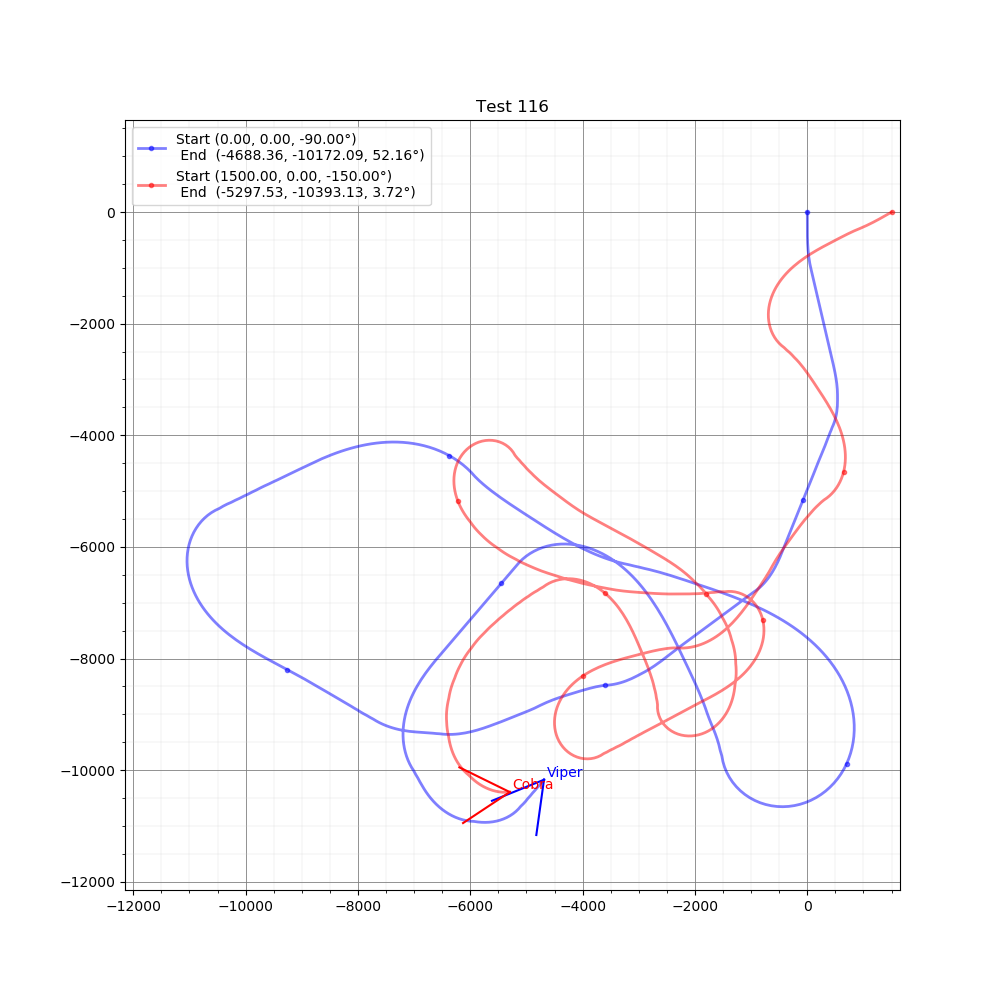 Test 116
Start (0.00, 0.00, -90.00°)
End  (-4688.36, -10172.09, 52.16°)
Start (1500.00, 0.00, -150.00°)
End  (-5297.53, -10393.13, 3.72°)
0
−2000
−4000
−6000
−8000
−10000
−12000
Viper
Cobra
−12000 −10000 −8000 −6000 −4000 −2000 0